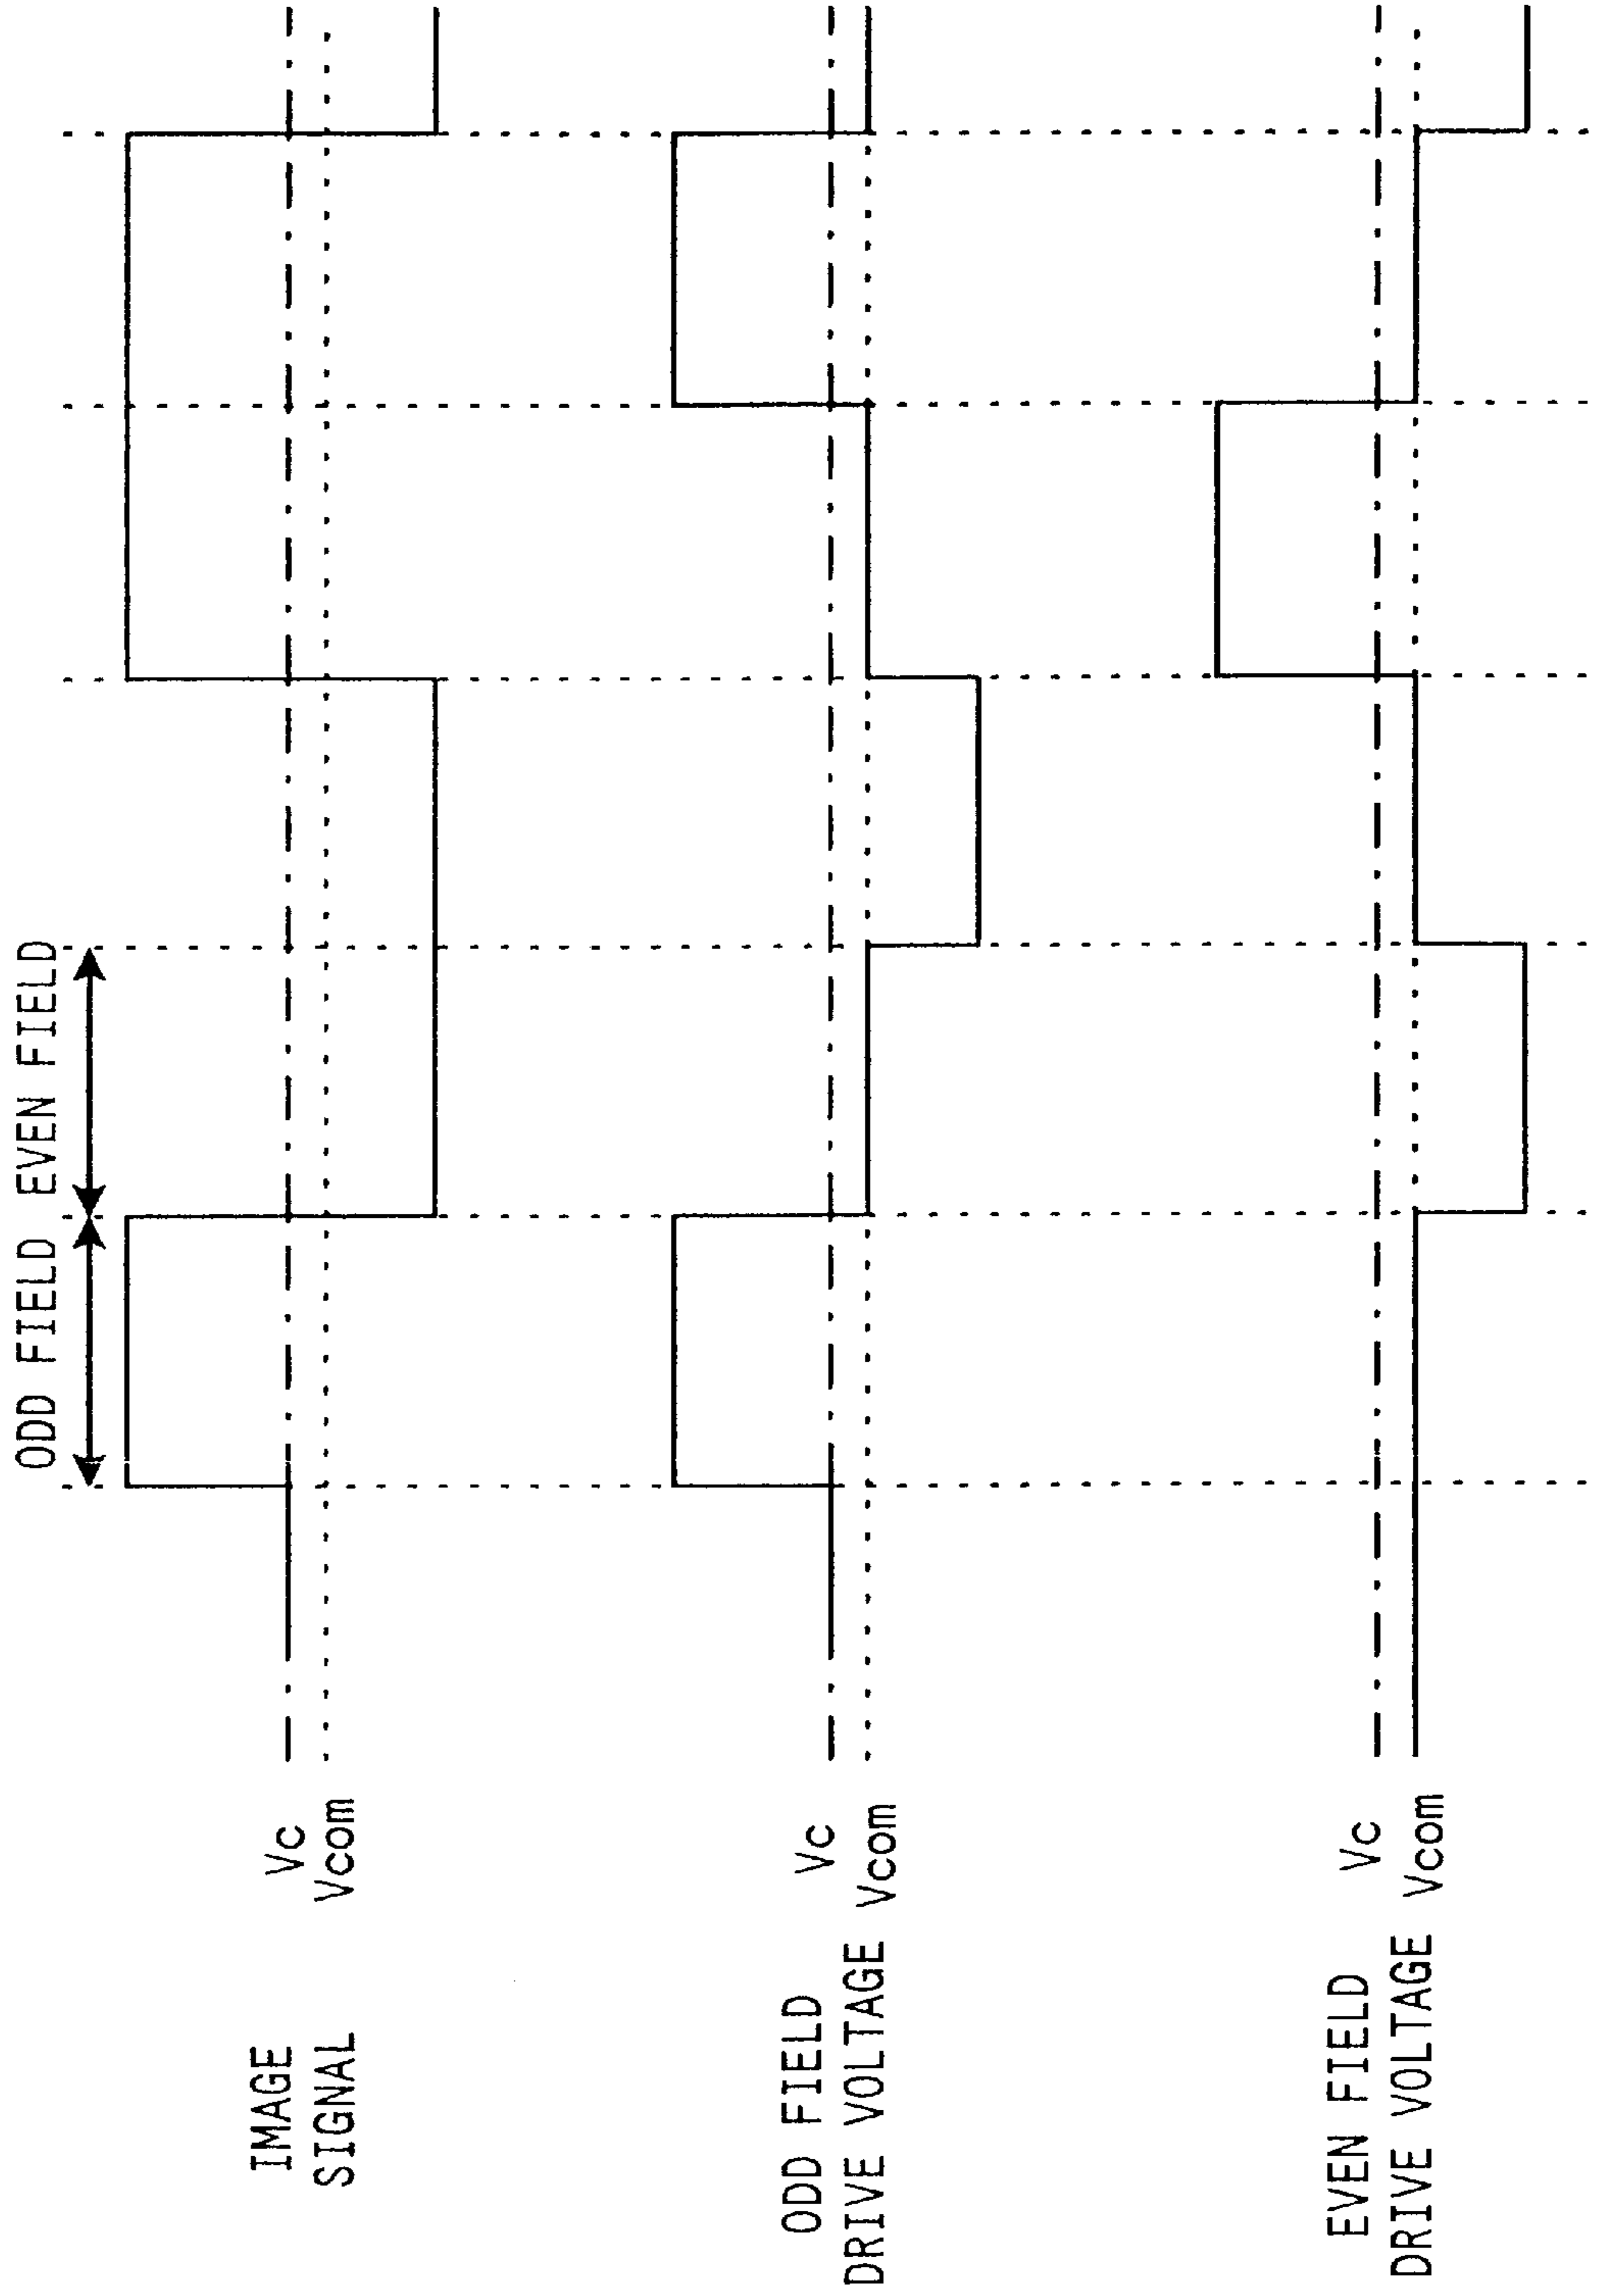 ODD FIELD EVEN FIELD
IMAGE
SIGNAL
Vc
Vcom
ODD FIELD
DRIVE VOLTAGE
Vc
Vcom
EVEN FIELD
DRIVE VOLTAGE
Vc
Vcom